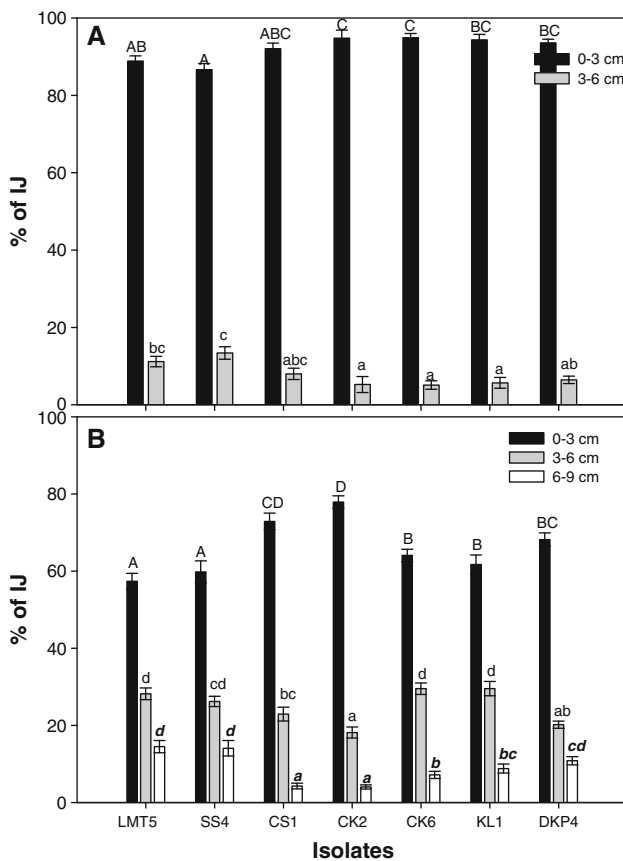 A
100
80
60
40
20
0
% of IJ
AB A ABC C C BC BC
bc c abc a a a ab
0-3 cm
3-6 cm
B
100
80
60
40
20
0
% of IJ
A A CD D B B BC
d cd bc a d d ab
d d a a b bc cd
0-3 cm
3-6 cm
6-9 cm
LMT5 SS4 CS1 CK2 CK6 KL1 DKP4
Isolates